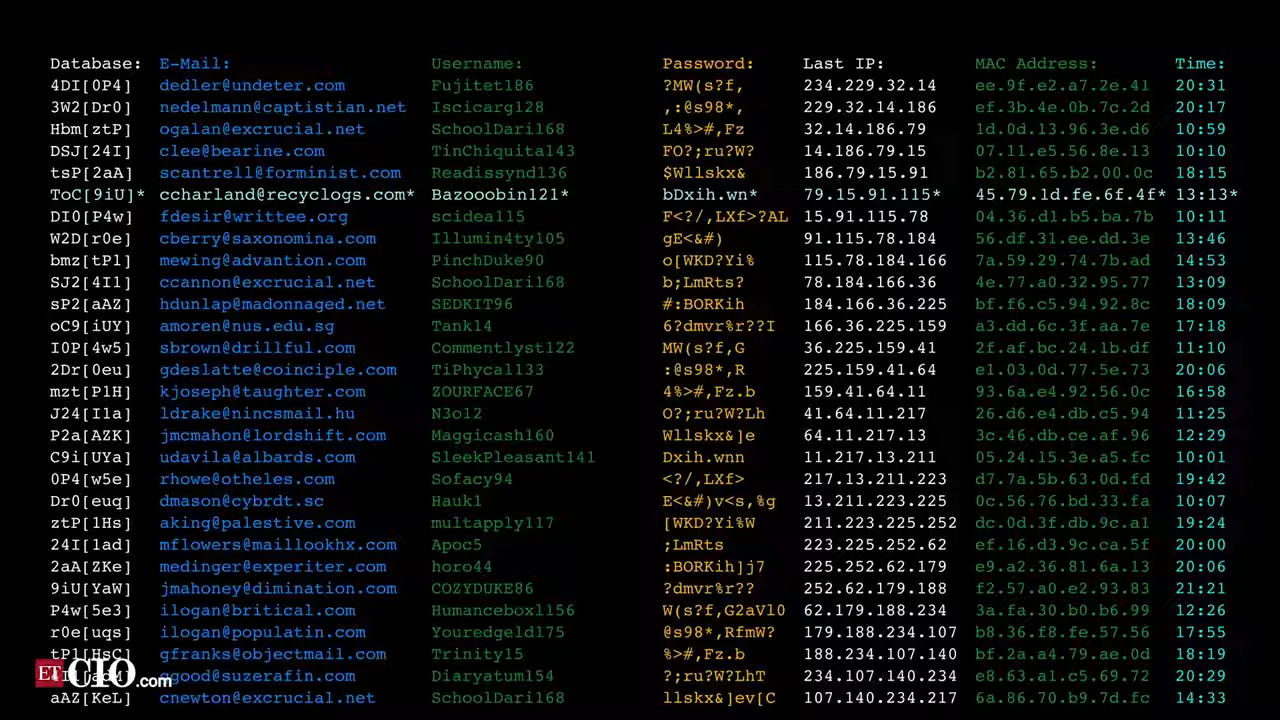 Database: E-Mail: Username: Password: Last IP: MAC Address: Time:
4DI[0P4] dedler@undeter.com Fujitet186 ?MW(s?f, 234.229.32.14 ee.9f.e2.a7.2e.41 20:31
3W2[Dr0] nedelmann@captistian.net Iscicarg128 ,:@s98*, 229.32.14.186 ef.3b.4e.0b.7c.2d 20:17
Hbm[ztP] ogalan@excrucial.net SchoolDari168 L4%>#,Fz 32.14.186.79 1d.0d.13.96.3e.d6 10:59
DSJ[24I] clee@bearine.com TinChiquita143 FO?;ru?W? 14.186.79.15 07.11.e5.56.8e.13 10:10
tsP[2aA] scantrell@forminist.com Readissynd136 $Wllskx& 186.79.15.91 b2.81.65.b2.00.0c 18:15
ToC[9iU]* ccharland@recyclogs.com* Bazooobin121* bDxih.wn* 79.15.91.115* 45.79.1d.fe.6f.4f* 13:13*
DI0[P4w] fdesir@writtee.org scidea115 F<?/,LXf>?AL 15.91.115.78 04.36.d1.b5.ba.7b 10:11
W2D[r0e] cberry@saxonomina.com Illumin4ty105 gE<&#) 91.115.78.184 56.df.31.ee.dd.3e 13:46
bmz[tP1] mewing@advantion.com PinchDuke90 o[WKD?Yi% 115.78.184.166 7a.59.29.74.7b.ad 14:53
SJ2[4I1] ccannon@excrucial.net SchoolDari168 b;LmRts? 78.184.166.36 4e.77.a0.32.95.77 13:09
sP2[aAZ] hdunlap@madonnaged.net SEDKIT96 #:BORKih 184.166.36.225 bf.f6.c5.94.92.8c 18:09
oC9[iUY] amoren@nus.edu.sg Tank14 6?dmvr%r??I 166.36.225.159 a3.dd.6c.3f.aa.7e 17:18
I0P[4w5] sbrown@drillful.com Commentlyst122 MW(s?f,G 36.225.159.41 2f.af.bc.24.1b.df 11:10
2Dr[0eu] gdeslatte@coinciple.com TiPhycal133 :@s98*,R 225.159.41.64 e1.03.0d.77.5e.73 20:06
mzt[P1H] kjoseph@taughter.com ZOURFACE67 4%>#,Fz.b 159.41.64.11 93.6a.e4.92.56.0c 16:58
J24[I1a] ldrake@nincsmail.hu N3o12 O?;ru?W?Lh 41.64.11.217 26.d6.e4.db.c5.94 11:25
P2a[AZK] jmcmahon@lordshift.com Maggicash160 Wllskx&]e 64.11.217.13 3c.46.db.ce.af.96 12:29
C9i[UYa] udavila@albards.com SleekPleasant141 Dxih.wnn 11.217.13.211 05.24.15.3e.a5.fc 10:01
0P4[w5e] rhowe@otheles.com Sofacy94 <?/,LXf> 217.13.211.223 d7.7a.5b.63.0d.fd 19:42
Dr0[euq] dmason@cybrdt.sc Hauk1 E<&#)v<s,%g 13.211.223.225 0c.56.76.bd.33.fa 10:07
ztP[1Hs] aking@palestive.com multapply117 [WKD?Yi%W 211.223.225.252 dc.0d.3f.db.9c.a1 19:24
24I[1ad] mflowers@maillookhx.com Apoc5 ;LmRts 223.225.252.62 ef.16.d3.9c.ca.5f 20:00
2aA[ZKe] medinger@experiter.com horo44 :BORKih]j7 225.252.62.179 e9.a2.36.81.6a.13 20:06
9iU[YaW] jmahoney@dimination.com COZYDUKE86 ?dmvr%r?? 252.62.179.188 f2.57.a0.e2.93.83 21:21
P4w[5e3] ilogan@britical.com Humancebox1156 W(s?f,G2aVl0 62.179.188.234 3a.fa.30.b0.b6.99 12:26
r0e[uqs] ilogan@populatin.com Youredgeld175 @s98*,RfmW? 179.188.234.107 b8.36.f8.fe.57.56 17:55
tP1[HsC] gfranks@objectmail.com Trinity15 %>#,Fz.b 188.234.107.140 bf.2a.a4.79.ae.0d 18:19
ggood@suzerafin.com Diaryatum154 ?;ru?W?LhT 234.107.140.234 e8.63.a1.c5.69.72 20:29
ET CIO.com
aAZ[KeL] cnewton@excrucial.net SchoolDari168 llskx&]ev[C 107.140.234.217 6a.86.70.b9.7d.fc 14:33